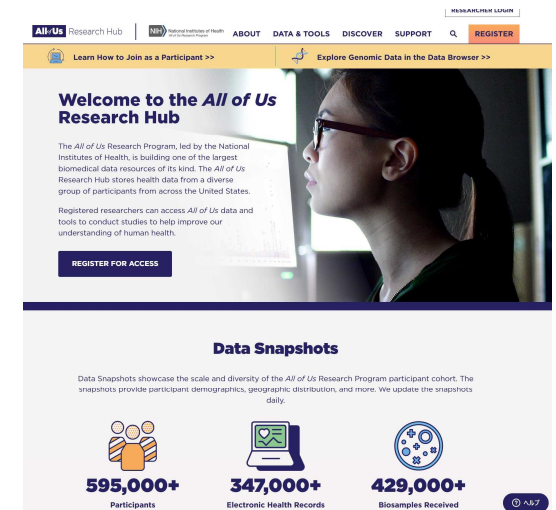 RESEARCHER LOGIN
All of Us Research Hub
NIH National Institutes of Health
All of Us Research Program
ABOUT DATA & TOOLS DISCOVER SUPPORT REGISTER
Learn How to Join as a Participant >> Explore Genomic Data in the Data Browser >>
Welcome to the All of Us
Research Hub
The All of Us Research Program, led by the National
Institutes of Health, is building one of the largest
biomedical data resources of its kind. The All of Us
Research Hub stores health data from a diverse
group of participants from across the United States.
Registered researchers can access All of Us data and
tools to conduct studies to help improve our
understanding of human health.
REGISTER FOR ACCESS
Data Snapshots
Data Snapshots showcase the scale and diversity of the All of Us Research Program participant cohort. The
snapshots provide participant demographics, geographic distribution, and more. We update the snapshots
daily.
595,000+ 347,000+ 429,000+
Participants Electronic Health Records Biosamples Received
ヘルプ